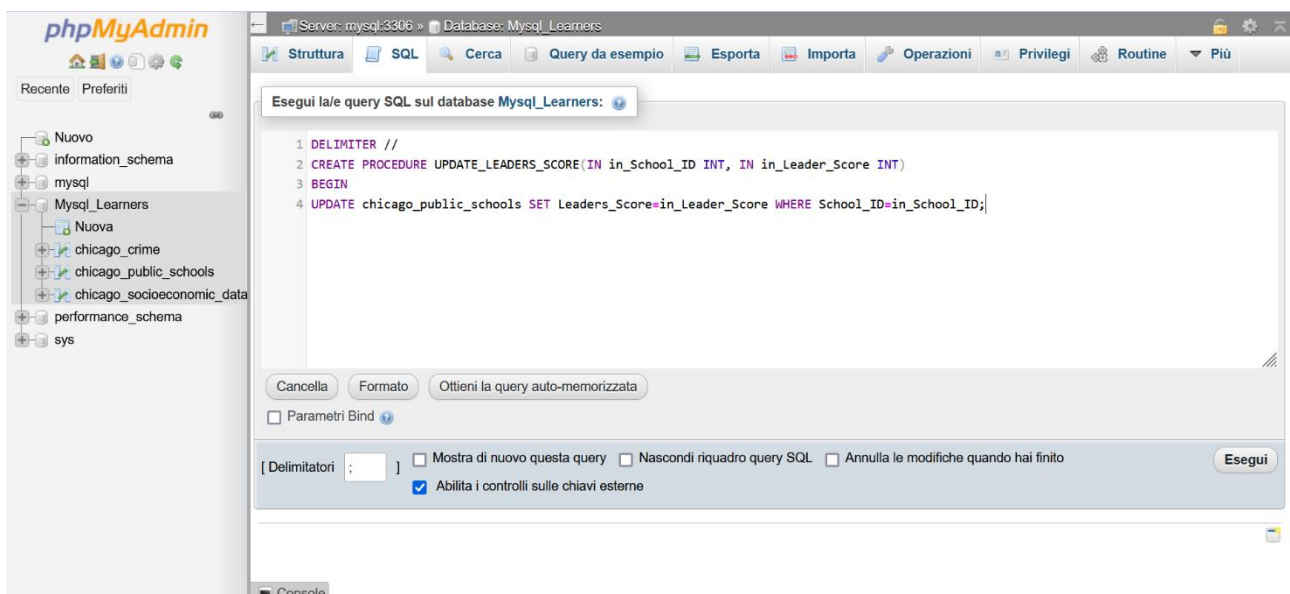 phpMyAdmin
Recente Preferiti
Nuovo
information_schema
mysql
Mysql_Learners
Nuova
chicago_crime
chicago_public_schools
chicago_socioeconomic_data
performance_schema
sys
Server: mysql:3306 » Database: Mysql_Learners
Struttura SQL Cerca Query da esempio Esporta Importa Operazioni Privilegi Routine Più
Esegui la/e query SQL sul database Mysql_Learners:
1 DELIMITER //
2 CREATE PROCEDURE UPDATE_LEADERS_SCORE(IN in_School_ID INT, IN in_Leader_Score INT)
3 BEGIN
4 UPDATE chicago_public_schools SET Leaders_Score=in_Leader_Score WHERE School_ID=in_School_ID;
Cancella Formato Ottieni la query auto-memorizzata
Parametri Bind
[ Delimitatori ; ] Mostra di nuovo questa query Nascondi riquadro query SQL Annulla le modifiche quando hai finito Esegui
Abilita i controlli sulle chiavi esterne
Console